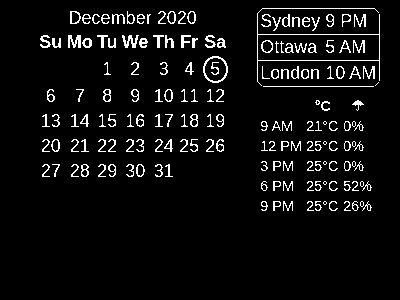 December 2020
Su Mo Tu We Th Fr Sa
1 2 3 4 5
6 7 8 9 10 11 12
13 14 15 16 17 18 19
20 21 22 23 24 25 26
27 28 29 30 31
Sydney 9 PM
Ottawa 5 AM
London 10 AM
°C ☂
9 AM 21°C 0%
12 PM 25°C 0%
3 PM 25°C 0%
6 PM 25°C 52%
9 PM 25°C 26%